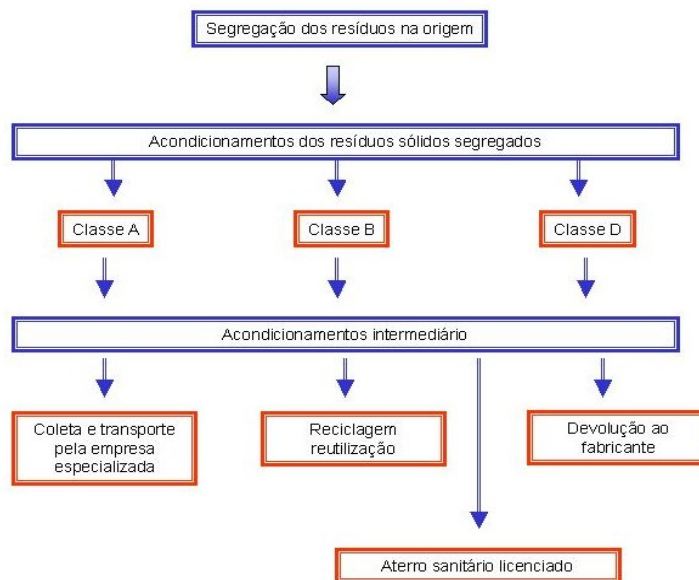 Segregação dos resíduos na origem
Acondicionamentos dos resíduos sólidos segregados
Classe A
Classe B
Classe D
Acondicionamentos intermediário
Coleta e transporte
pela empresa
especializada
Reciclagem
reutilização
Devolução ao
fabricante
Aterro sanitário licenciado